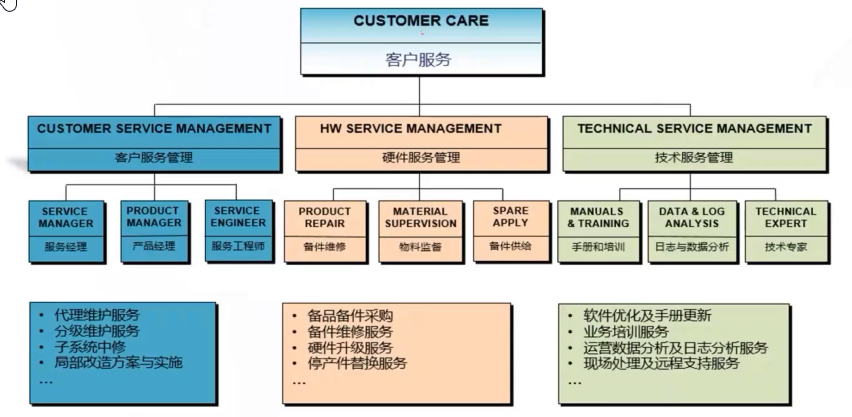 CUSTOMER CARE
客户服务
CUSTOMER SERVICE MANAGEMENT
客户服务管理
HW SERVICE MANAGEMENT
硬件服务管理
TECHNICAL SERVICE MANAGEMENT
技术服务管理
SERVICE
MANAGER
服务经理
PRODUCT
MANAGER
产品经理
SERVICE
ENGINEER
服务工程师
PRODUCT
REPAIR
备件维修
MATERIAL
SUPERVISION
物料监督
SPARE
APPLY
备件供给
MANUALS
& TRAINING
手册和培训
DATA & LOG
ANALYSIS
日志与数据分析
TECHNICAL
EXPERT
技术专家
• 代理维护服务
• 分级维护服务
• 子系统中修
• 局部改造方案与实施
...
• 备品备件采购
• 备件维修服务
• 硬件升级服务
• 停产件替换服务
...
• 软件优化及手册更新
• 业务培训服务
• 运营数据分析及日志分析服务
• 现场处理及远程支持服务
...